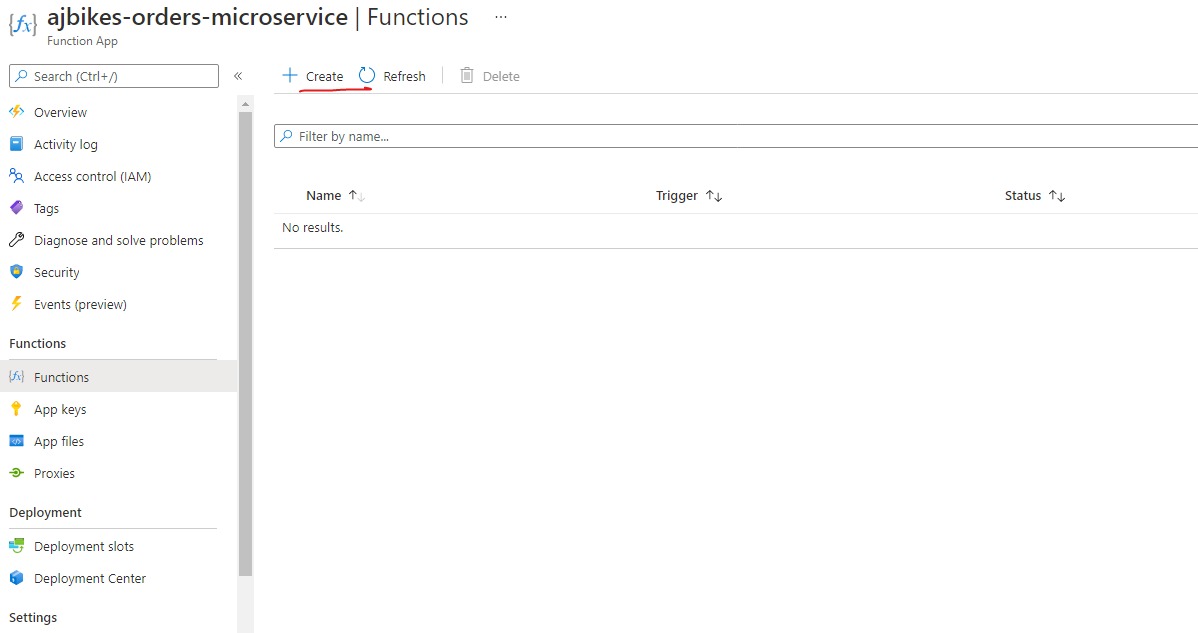 ajbikes-orders-microservice | Functions ...
Function App
Search (Ctrl+/)
«
Create Refresh Delete
Overview
Activity log
Access control (IAM)
Tags
Diagnose and solve problems
Security
Events (preview)
Functions
Functions
App keys
App files
Proxies
Deployment
Deployment slots
Deployment Center
Settings
Filter by name...
Name Trigger Status
No results.